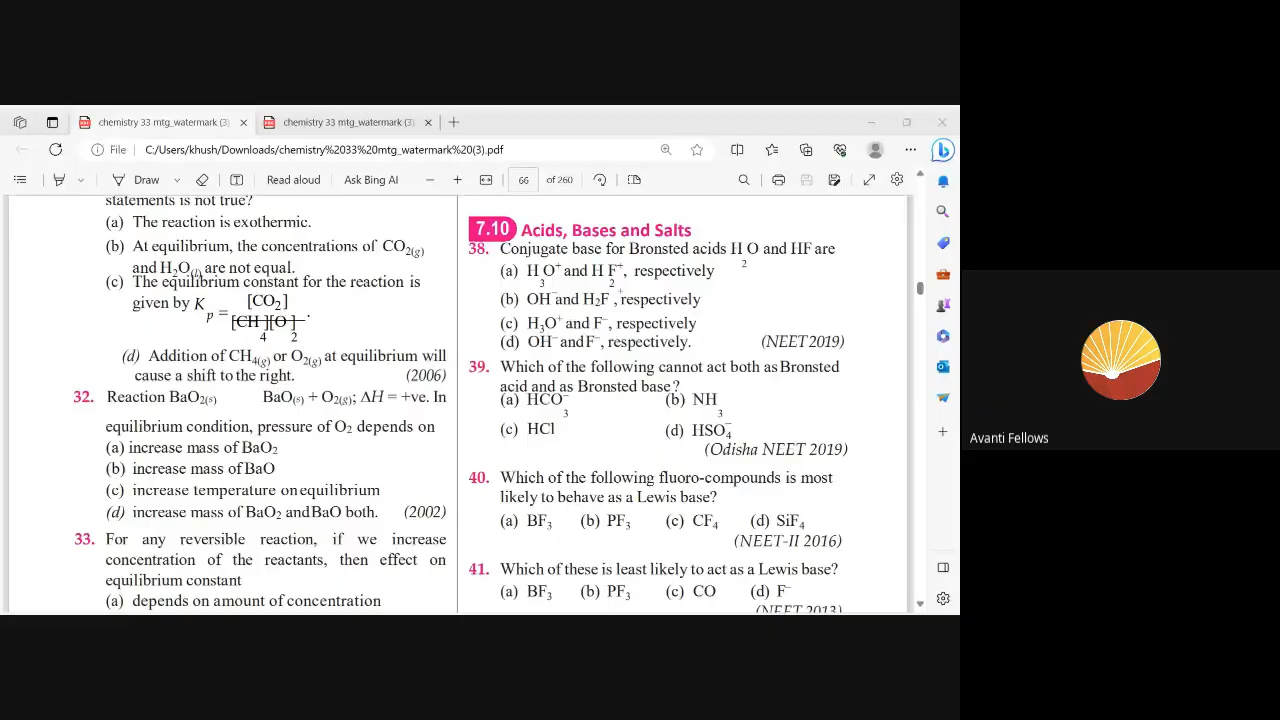 chemistry 33 mtg_watermark (3)
chemistry 33 mtg_watermark (3)
File
C:/Users/khush/Downloads/chemistry%2033%20mtg_watermark%20(3).pdf
Draw
Read aloud
Ask Bing AI
66 of 260
statements is not true?
(a) The reaction is exothermic.
(b) At equilibrium, the concentrations of CO2(g)
and H2O(l) are not equal.
(c) The equilibrium constant for the reaction is
given by Kp = [CO2] / [CH4][O2] .
(d) Addition of CH4(g) or O2(g) at equilibrium will
cause a shift to the right. (2006)
32. Reaction BaO2(s) BaO(s) + O2(g); ΔH = +ve. In
equilibrium condition, pressure of O2 depends on
(a) increase mass of BaO2
(b) increase mass of BaO
(c) increase temperature on equilibrium
(d) increase mass of BaO2 and BaO both. (2002)
33. For any reversible reaction, if we increase
concentration of the reactants, then effect on
equilibrium constant
(a) depends on amount of concentration
7.10 Acids, Bases and Salts
38. Conjugate base for Bronsted acids H2O and HF are
(a) H3O+ and H2F+, respectively
(b) OH– and H2F+, respectively
(c) H3O+ and F–, respectively
(d) OH– and F–, respectively. (NEET 2019)
39. Which of the following cannot act both as Bronsted
acid and as Bronsted base?
(a) HCO3– (b) NH3
(c) HCl (d) HSO4–
(Odisha NEET 2019)
40. Which of the following fluoro-compounds is most
likely to behave as a Lewis base?
(a) BF3 (b) PF3 (c) CF4 (d) SiF4
(NEET-II 2016)
41. Which of these is least likely to act as a Lewis base?
(a) BF3 (b) PF3 (c) CO (d) F–
(NEET 2013)
Avanti Fellows